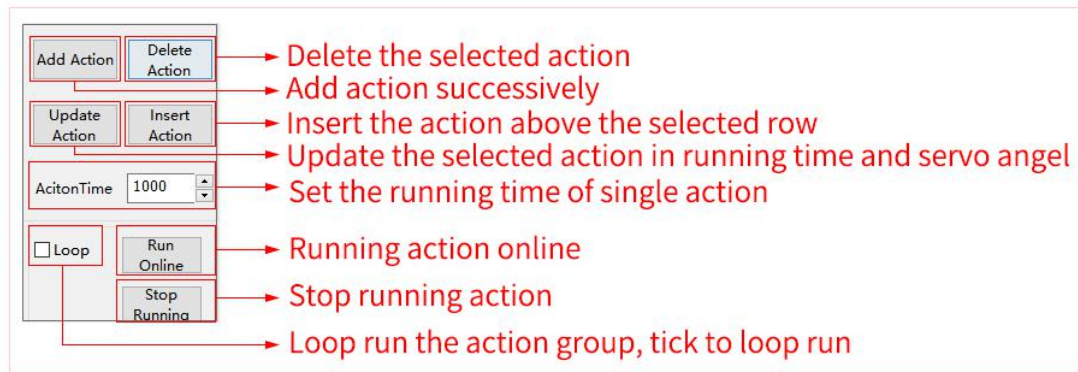 Add Action
Delete
Action
Delete the selected action
Add action successively
Update
Action
Insert
Action
Insert the action above the selected row
Update the selected action in running time and servo angel
AcitonTime
1000
Set the running time of single action
Loop
Run
Online
Running action online
Stop
Running
Stop running action
Loop run the action group, tick to loop run